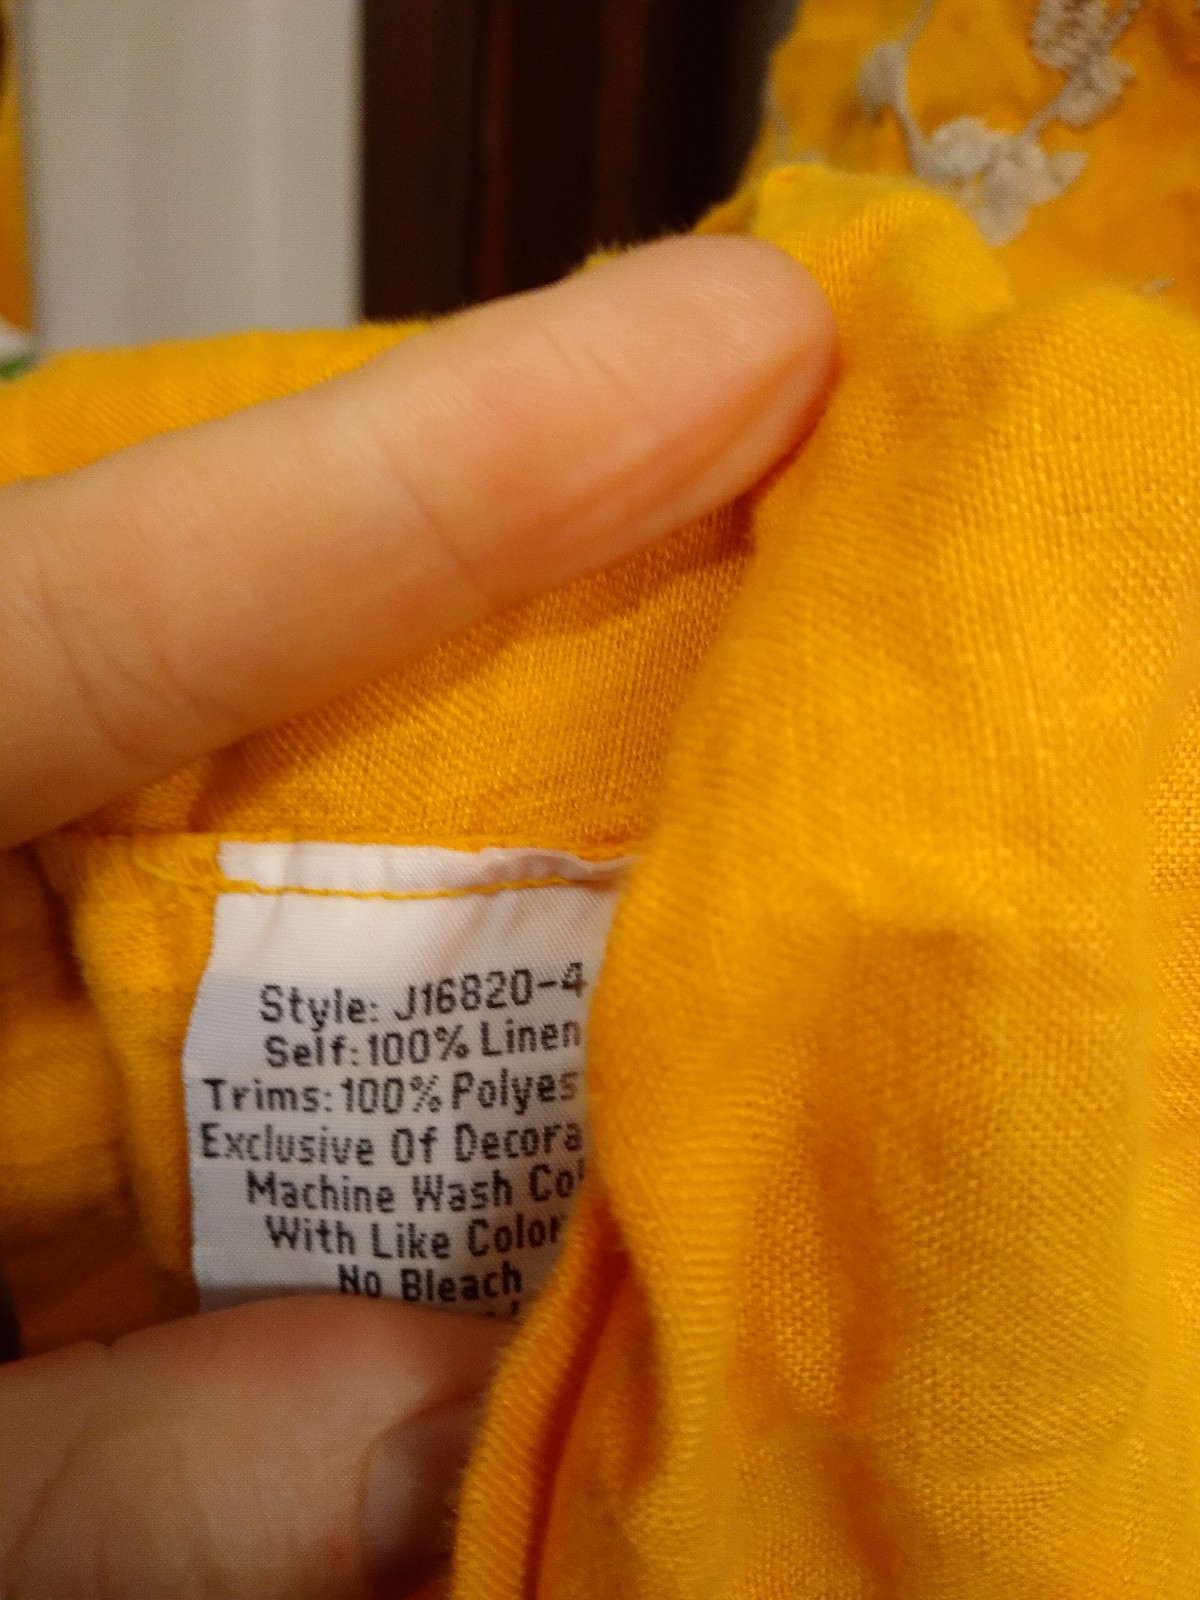 Style: J16820-4
Self: 100% Linen
Trims: 100% Polyes
Exclusive Of Decora
Machine Wash Co
With Like Color
No Bleach